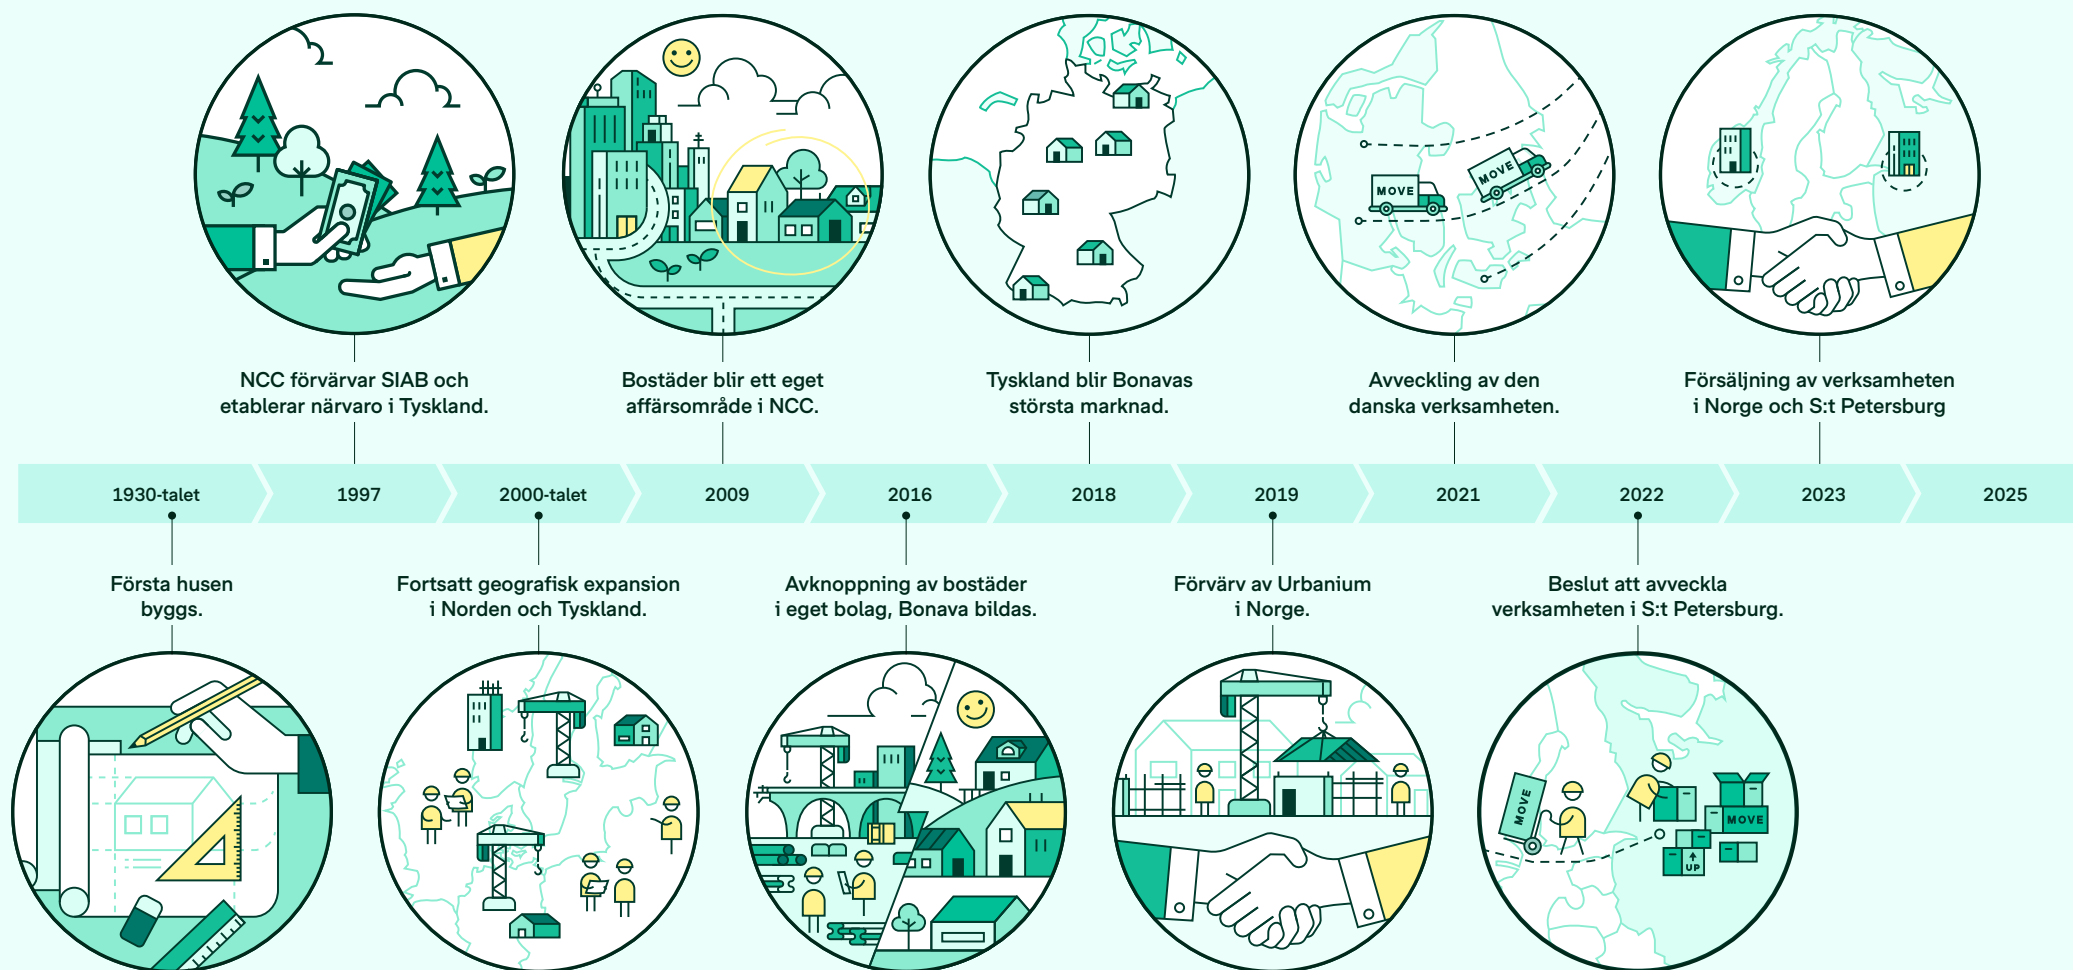 MOVE
MOVE
NCC förvärvar SIAB och
etablerar närvaro i Tyskland.
Bostäder blir ett eget
affärsområde i NCC.
Tyskland blir Bonavas
största marknad.
Avveckling av den
danska verksamheten.
Försäljning av verksamheten
i Norge och S:t Petersburg
1930-talet
1997
2000-talet
2009
2016
2018
2019
2021
2022
2023
2025
Första husen
byggs.
Fortsatt geografisk expansion
i Norden och Tyskland.
Avknoppning av bostäder
i eget bolag, Bonava bildas.
Förvärv av Urbanium
i Norge.
Beslut att avveckla
verksamheten i S:t Petersburg.
MOVE
MOVE
UP